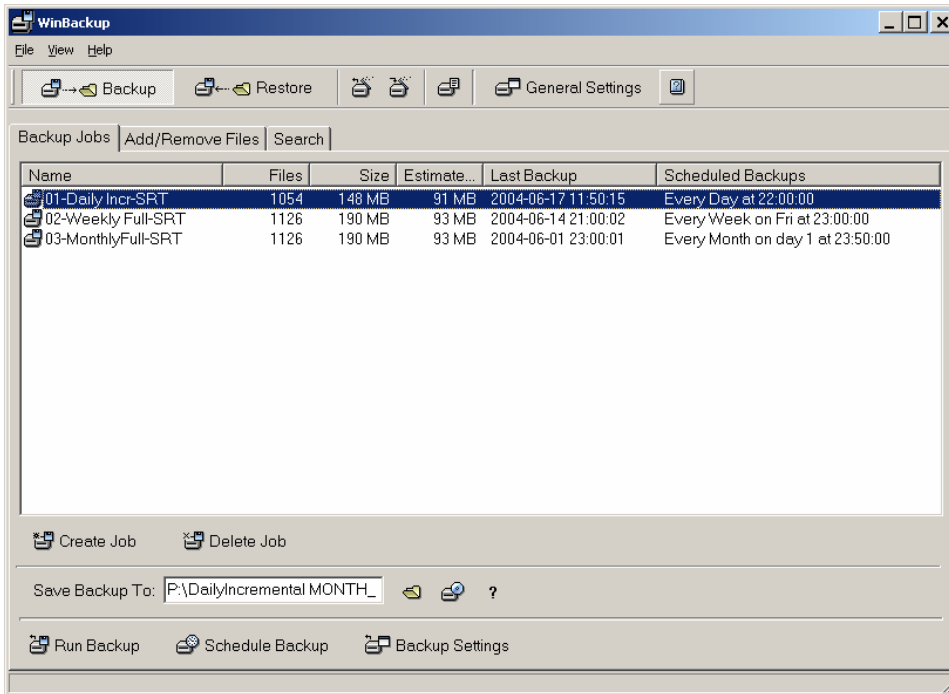 WinBackup
File View Help
Backup Restore General Settings
Backup Jobs Add/Remove Files Search
Name Files Size Estimate... Last Backup Scheduled Backups
01-Daily Incr-SRT 1054 148 MB 91 MB 2004-06-17 11:50:15 Every Day at 22:00:00
02-Weekly Full-SRT 1126 190 MB 93 MB 2004-06-14 21:00:02 Every Week on Fri at 23:00:00
03-MonthlyFull-SRT 1126 190 MB 93 MB 2004-06-01 23:00:01 Every Month on day 1 at 23:50:00
Create Job Delete Job
Save Backup To: P:\DailyIncremental MONTH_ ?
Run Backup Schedule Backup Backup Settings